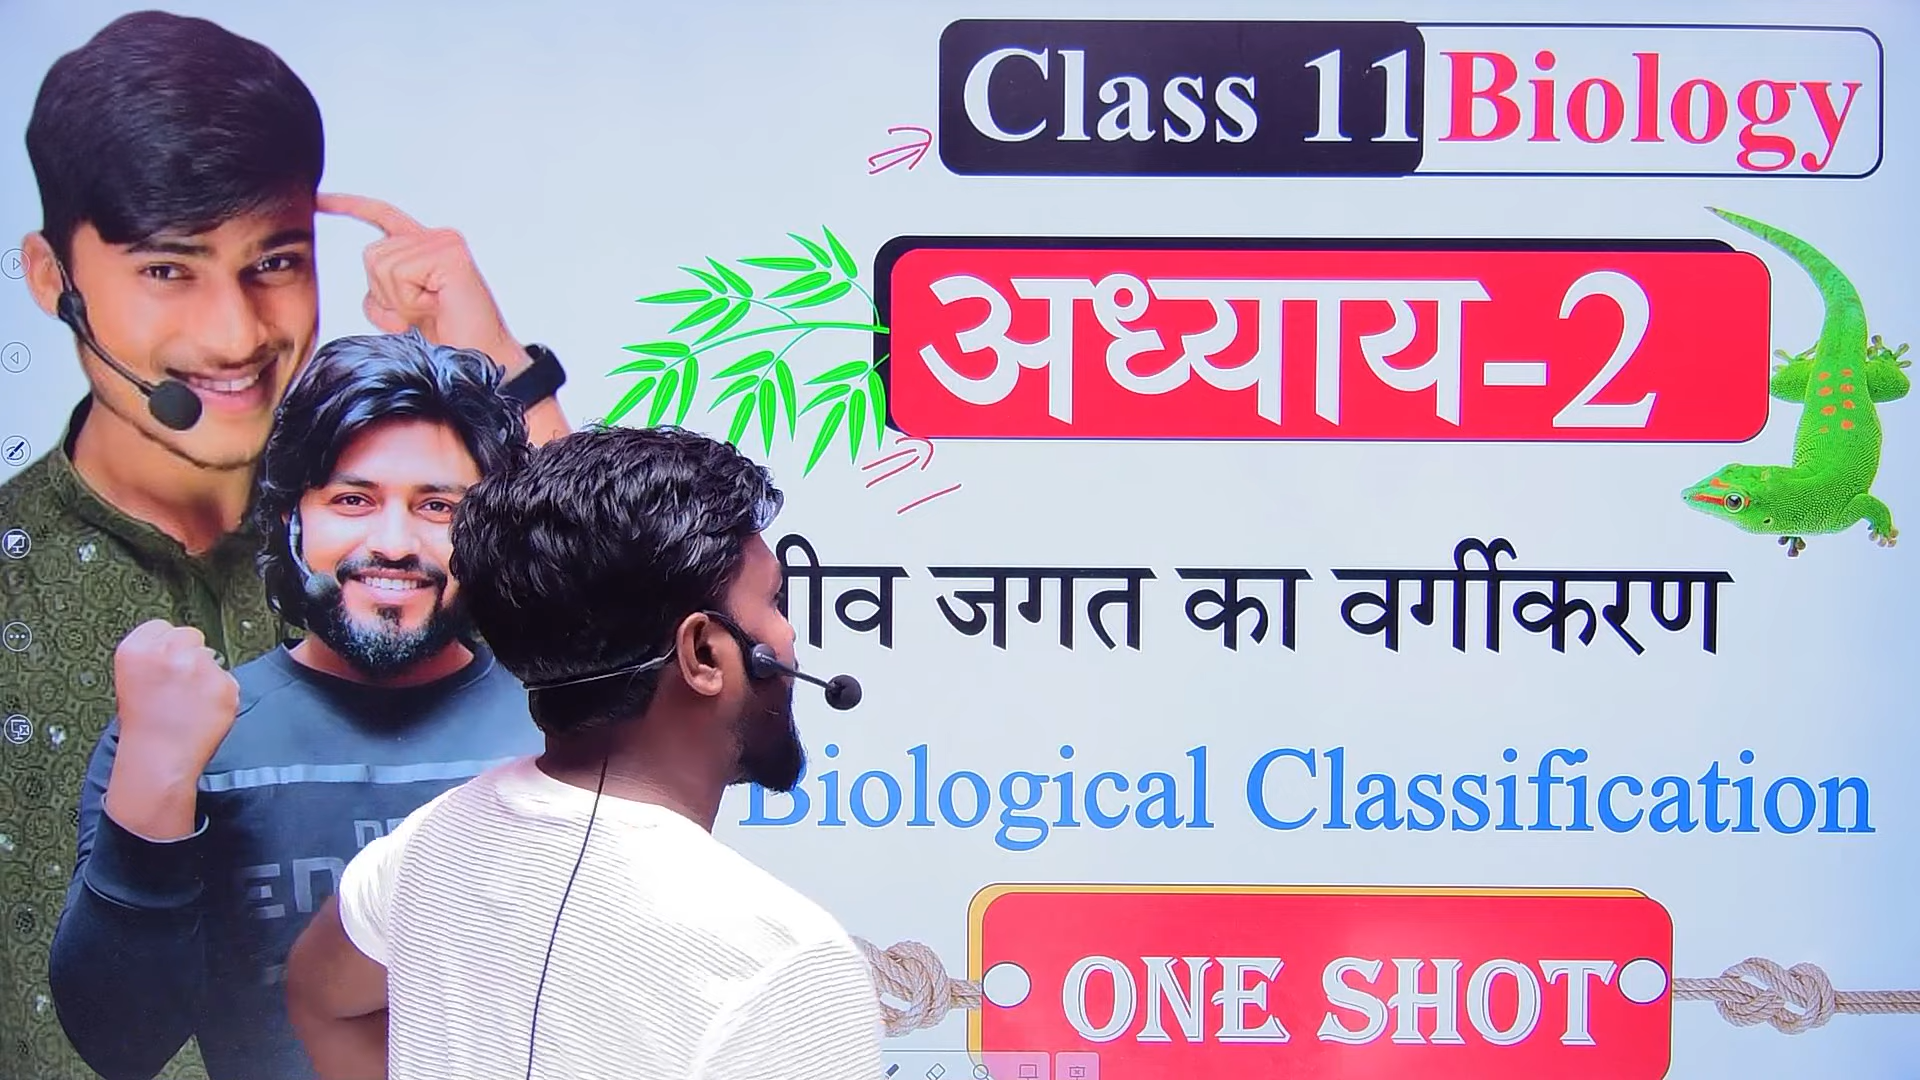 Class 11 Biology
अध्याय-2
जगत का वर्गीकरण
Biological Classification
ONE SHOT